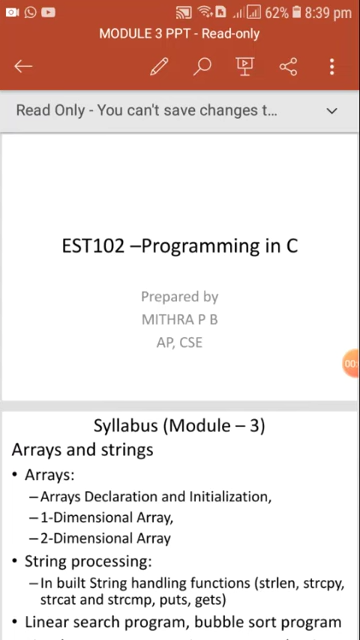 62% 8:39 pm
MODULE 3 PPT - Read-only
Read Only - You can't save changes t...
EST102 –Programming in C
Prepared by
MITHRA P B
AP, CSE
00:
Syllabus (Module – 3)
Arrays and strings
• Arrays:
–Arrays Declaration and Initialization,
–1-Dimensional Array,
–2-Dimensional Array
• String processing:
–In built String handling functions (strlen, strcpy,
strcat and strcmp, puts, gets)
• Linear search program, bubble sort program